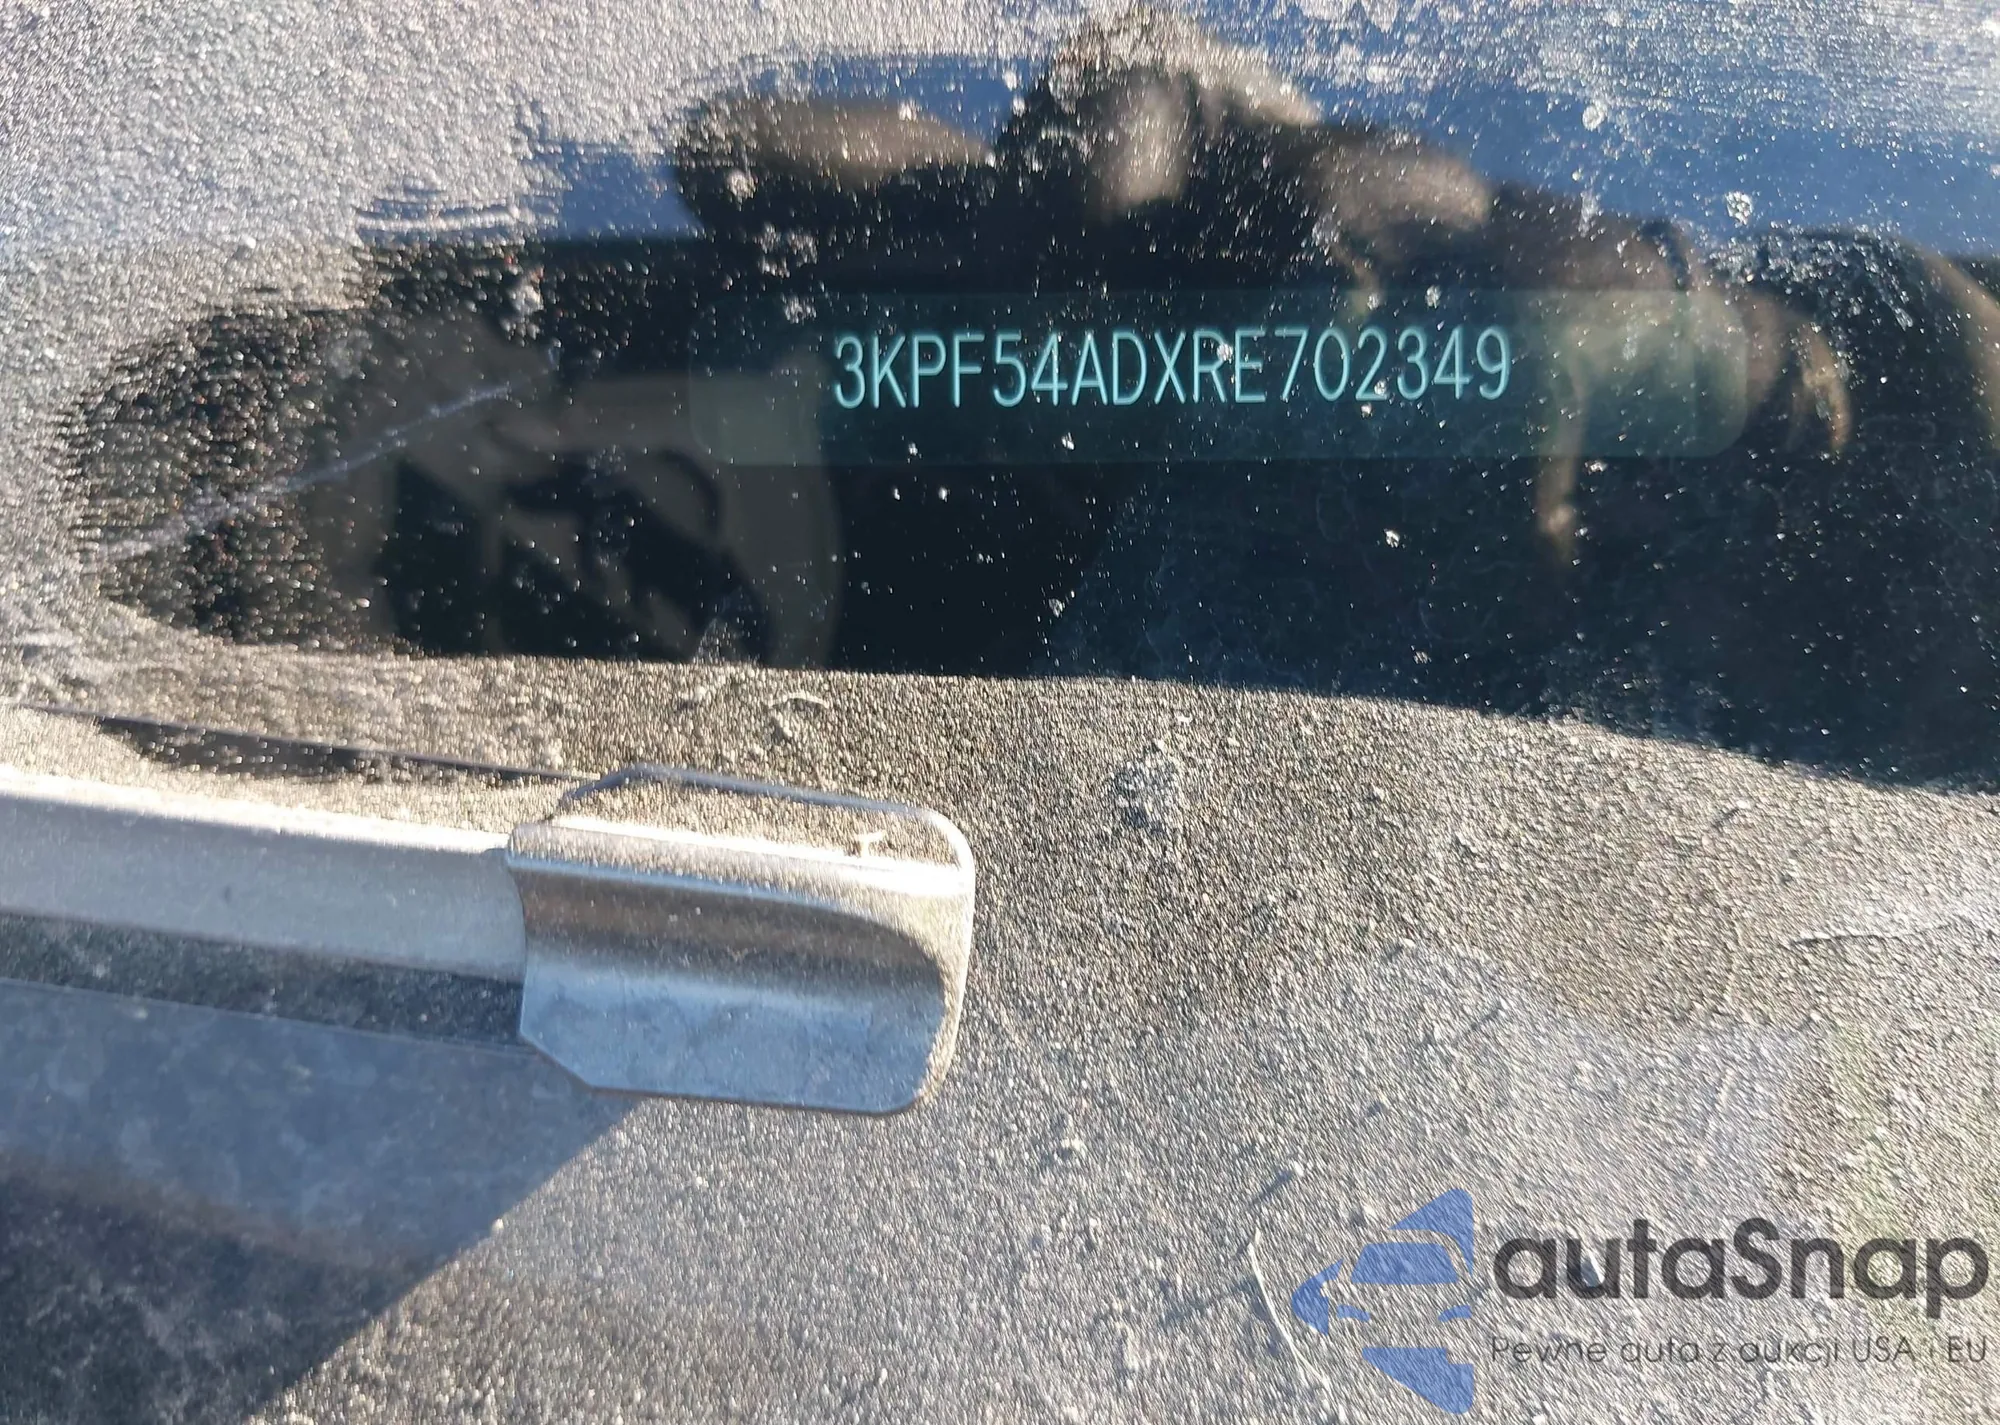 3KPF54ADXRE702349
autaSnap
Pewne auta z aukcji USA i EU